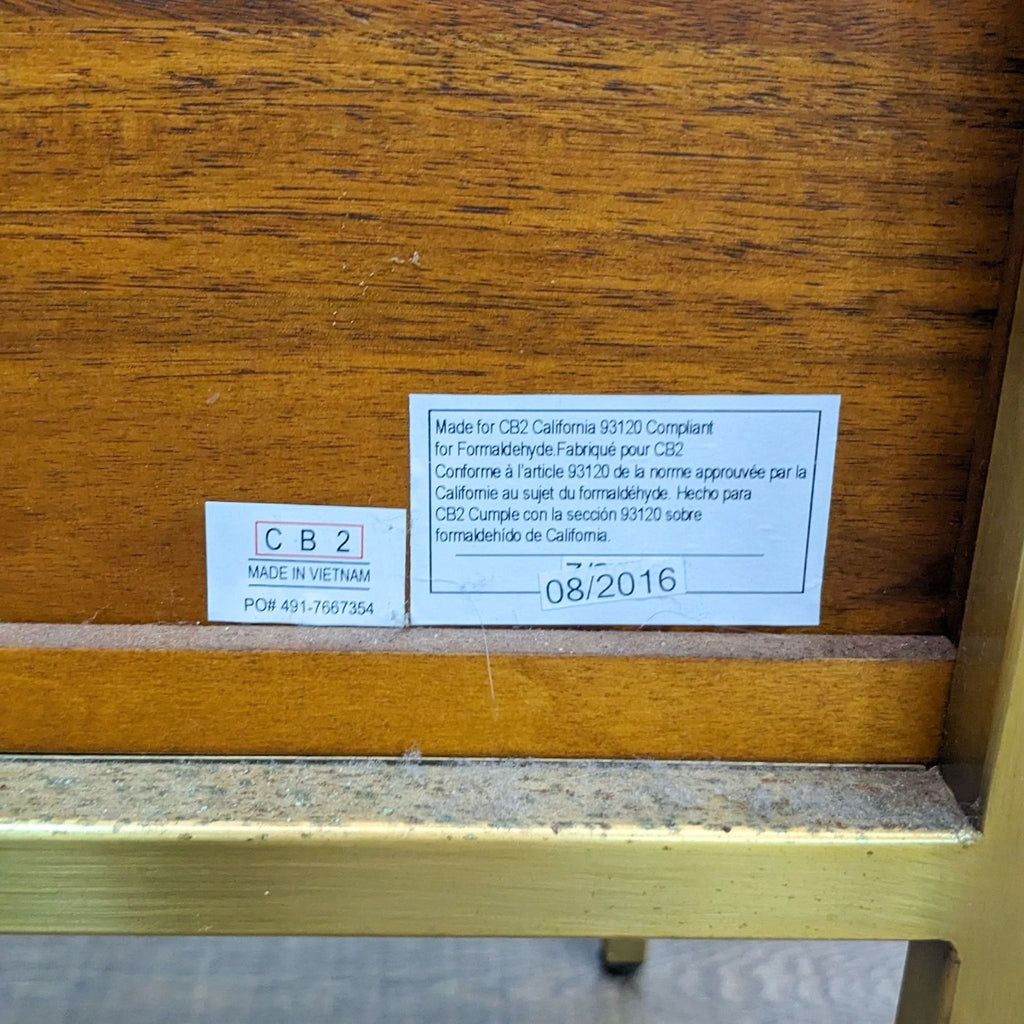 Made for CB2 California 93120 Compliant
for Formaldehyde.Fabriqué pour CB2
Conforme à l'article 93120 de la norme approuvée par la
Californie au sujet du formaldéhyde. Hecho para
CB2 Cumple con la sección 93120 sobre
formaldehído de California.
08/2016
CB2
MADE IN VIETNAM
PO# 491-7667354